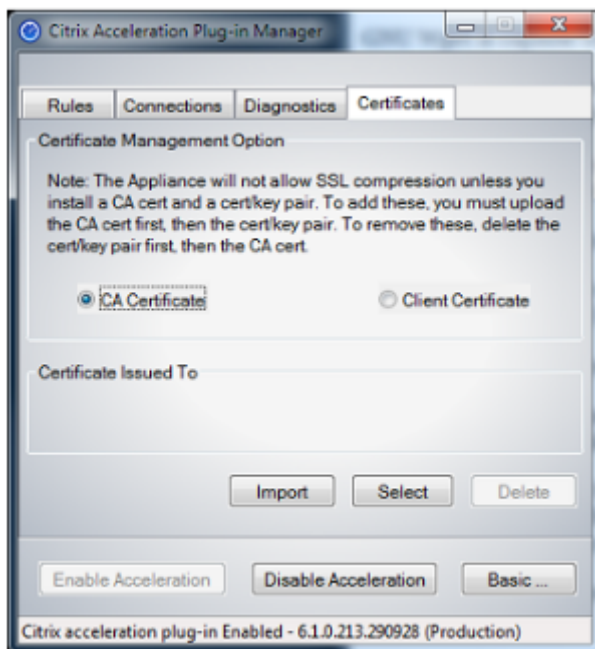 Citrix Acceleration Plug-in Manager
Rules
Connections
Diagnostics
Certificates
Certificate Management Option
Note: The Appliance will not allow SSL compression unless you
install a CA cert and a cert/key pair. To add these, you must upload
the CA cert first, then the cert/key pair. To remove these, delete the
cert/key pair first, then the CA cert.
CA Certificate
Client Certificate
Certificate Issued To
Import
Select
Delete
Enable Acceleration
Disable Acceleration
Basic ...
Citrix acceleration plug-in Enabled - 6.1.0.213.290928 (Production)